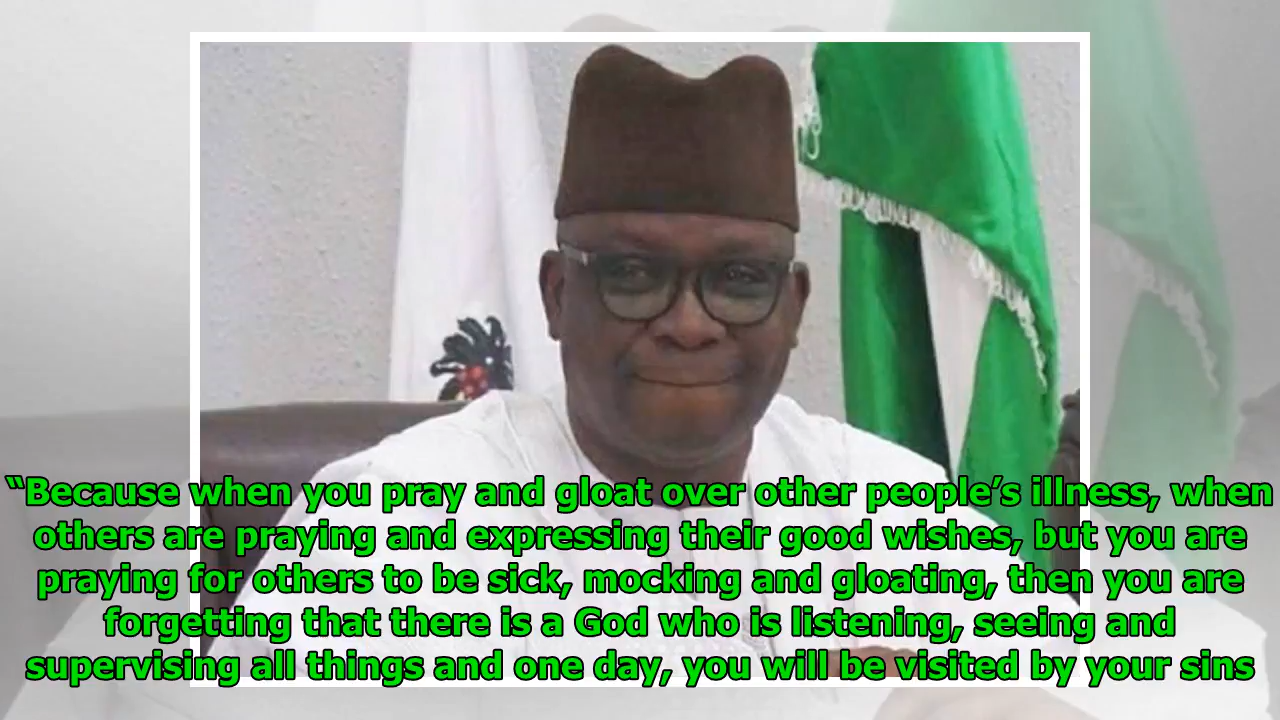 “Because when you pray and gloat over other people’s illness, when
others are praying and expressing their good wishes, but you are
praying for others to be sick, mocking and gloating, then you are
forgetting that there is a God who is listening, seeing and
supervising all things and one day, you will be visited by your sins